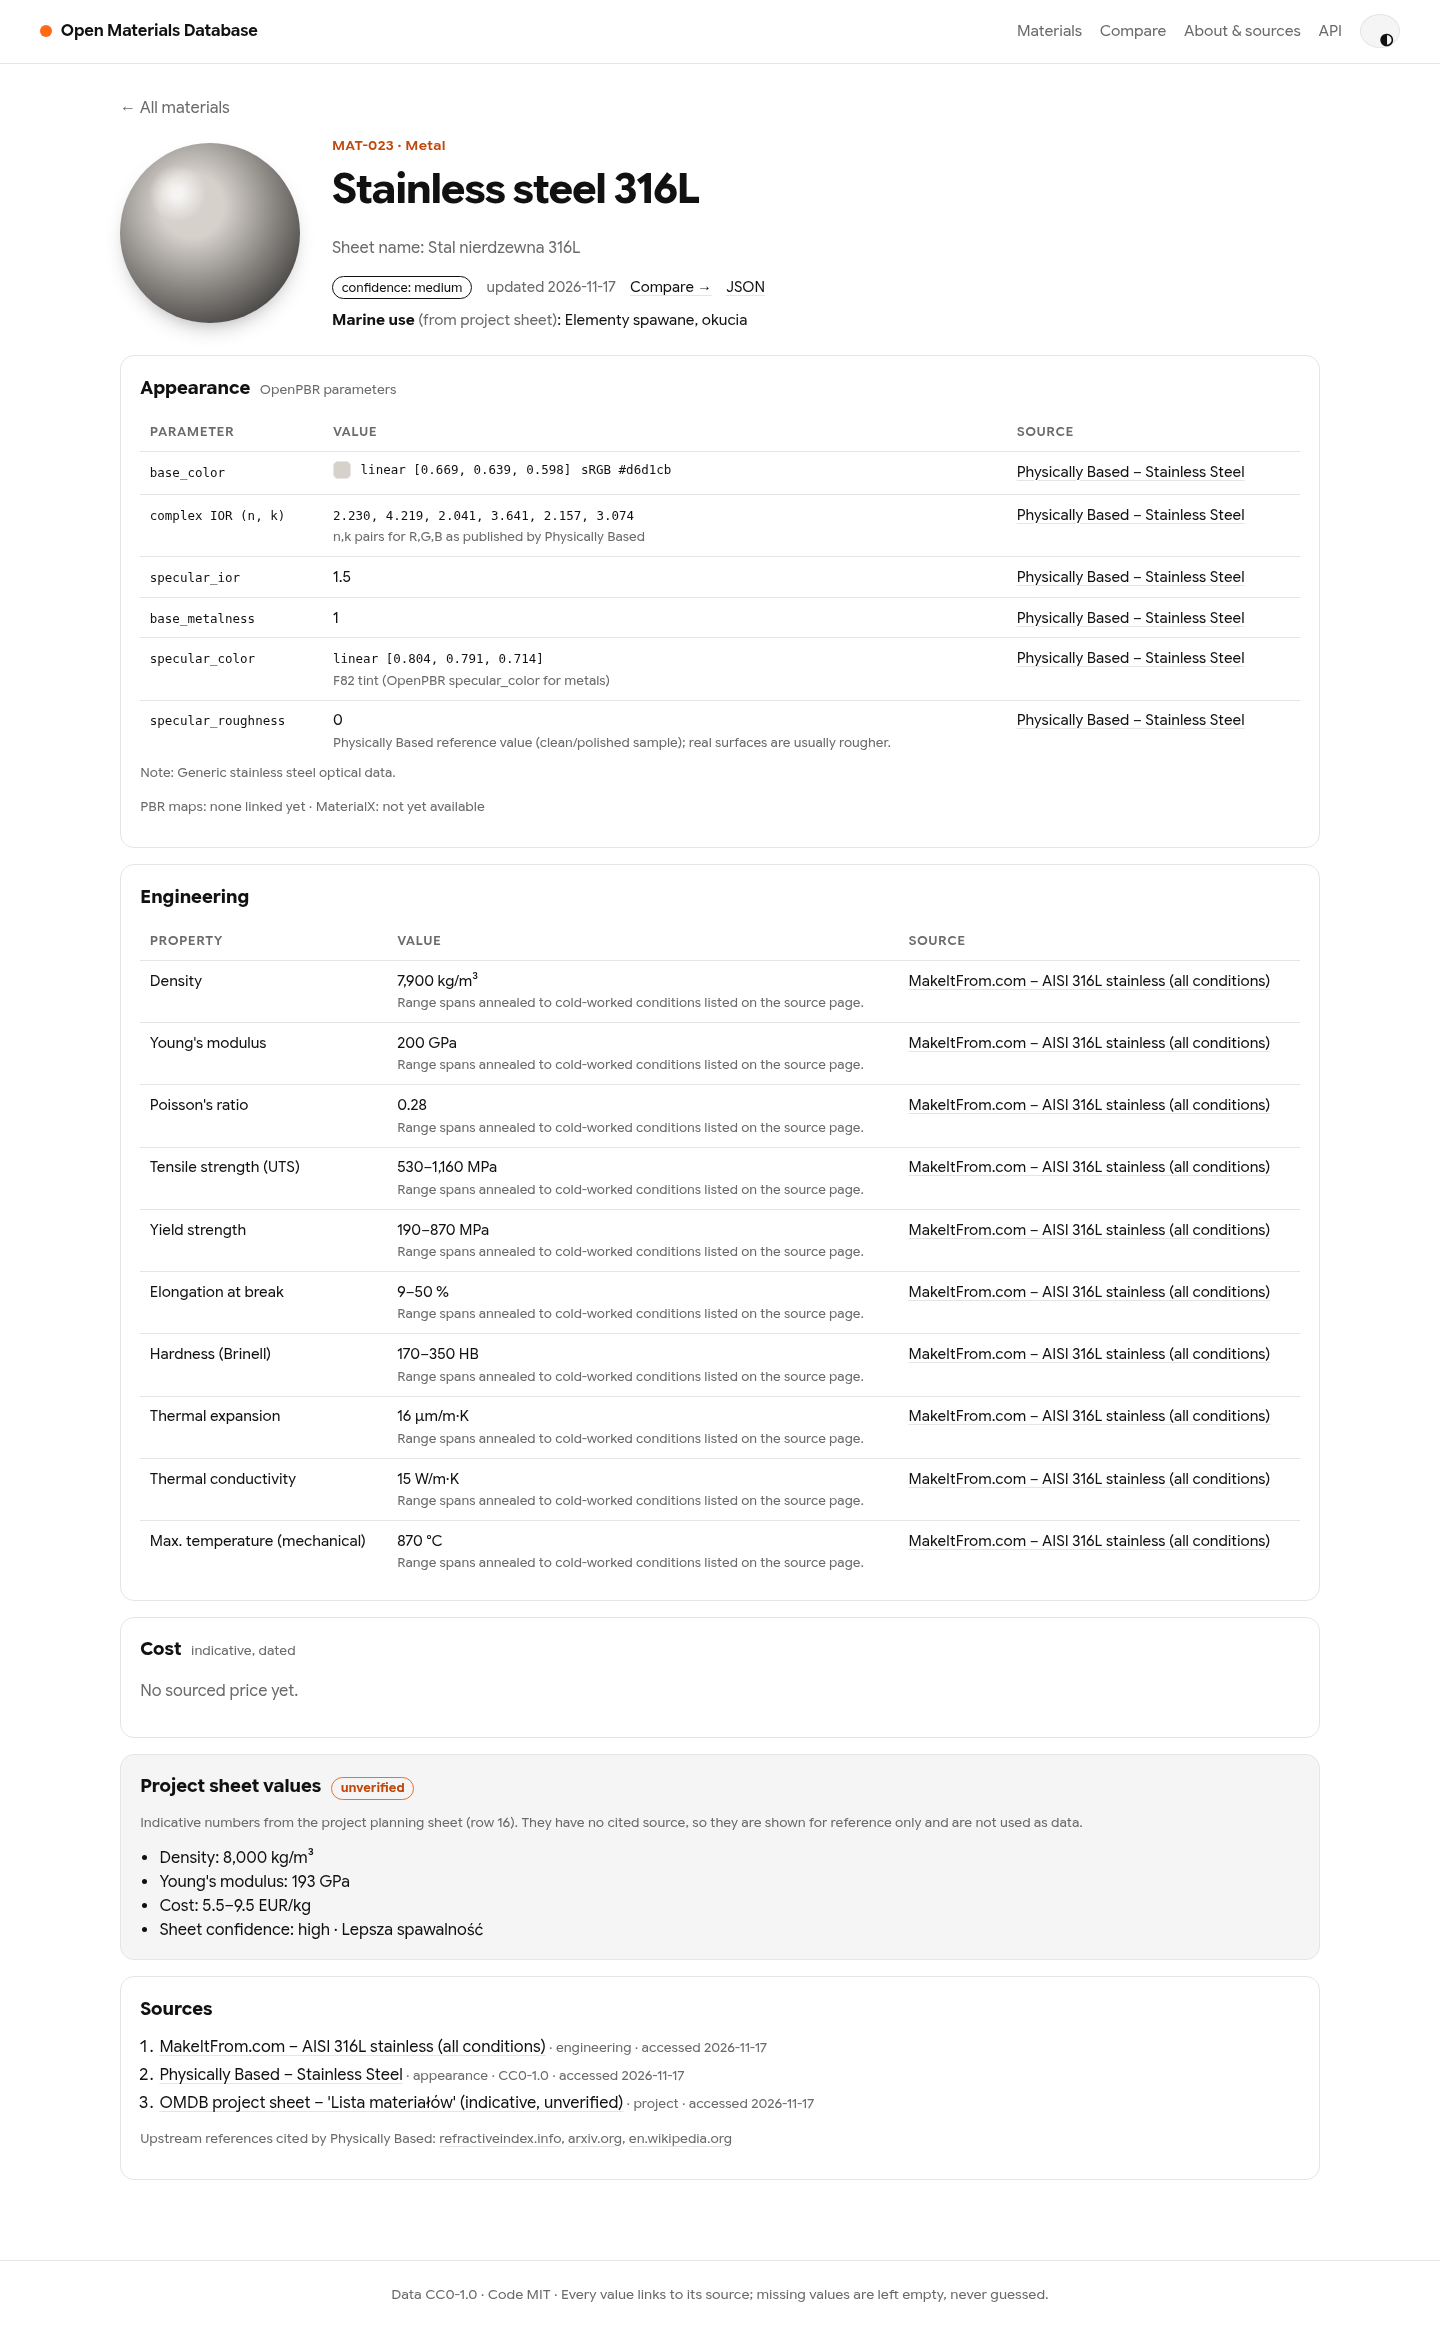 Open Materials Database
Materials Compare About & sources API
← All materials
MAT-023 · Metal
Stainless steel 316L
Sheet name: Stal nierdzewna 316L
confidence: medium updated 2026-11-17 Compare → JSON
Marine use (from project sheet): Elementy spawane, okucia
Appearance OpenPBR parameters
PARAMETER VALUE SOURCE
base_color linear [0.669, 0.639, 0.598] sRGB #d6d1cb Physically Based – Stainless Steel
complex IOR (n, k) 2.230, 4.219, 2.041, 3.641, 2.157, 3.074 Physically Based – Stainless Steel
n,k pairs for R,G,B as published by Physically Based
specular_ior 1.5 Physically Based – Stainless Steel
base_metalness 1 Physically Based – Stainless Steel
specular_color linear [0.804, 0.791, 0.714] Physically Based – Stainless Steel
F82 tint (OpenPBR specular_color for metals)
specular_roughness 0 Physically Based – Stainless Steel
Physically Based reference value (clean/polished sample); real surfaces are usually rougher.
Note: Generic stainless steel optical data.
PBR maps: none linked yet · MaterialX: not yet available
Engineering
PROPERTY VALUE SOURCE
Density 7,900 kg/m³ MakeItFrom.com – AISI 316L stainless (all conditions)
Range spans annealed to cold-worked conditions listed on the source page.
Young's modulus 200 GPa MakeItFrom.com – AISI 316L stainless (all conditions)
Range spans annealed to cold-worked conditions listed on the source page.
Poisson's ratio 0.28 MakeItFrom.com – AISI 316L stainless (all conditions)
Range spans annealed to cold-worked conditions listed on the source page.
Tensile strength (UTS) 530–1,160 MPa MakeItFrom.com – AISI 316L stainless (all conditions)
Range spans annealed to cold-worked conditions listed on the source page.
Yield strength 190–870 MPa MakeItFrom.com – AISI 316L stainless (all conditions)
Range spans annealed to cold-worked conditions listed on the source page.
Elongation at break 9–50 % MakeItFrom.com – AISI 316L stainless (all conditions)
Range spans annealed to cold-worked conditions listed on the source page.
Hardness (Brinell) 170–350 HB MakeItFrom.com – AISI 316L stainless (all conditions)
Range spans annealed to cold-worked conditions listed on the source page.
Thermal expansion 16 µm/m·K MakeItFrom.com – AISI 316L stainless (all conditions)
Range spans annealed to cold-worked conditions listed on the source page.
Thermal conductivity 15 W/m·K MakeItFrom.com – AISI 316L stainless (all conditions)
Range spans annealed to cold-worked conditions listed on the source page.
Max. temperature (mechanical) 870 °C MakeItFrom.com – AISI 316L stainless (all conditions)
Range spans annealed to cold-worked conditions listed on the source page.
Cost indicative, dated
No sourced price yet.
Project sheet values unverified
Indicative numbers from the project planning sheet (row 16). They have no cited source, so they are shown for reference only and are not used as data.
• Density: 8,000 kg/m³
• Young's modulus: 193 GPa
• Cost: 5.5–9.5 EUR/kg
• Sheet confidence: high · Lepsza spawalność
Sources
1. MakeItFrom.com – AISI 316L stainless (all conditions) · engineering · accessed 2026-11-17
2. Physically Based – Stainless Steel · appearance · CC0-1.0 · accessed 2026-11-17
3. OMDB project sheet – 'Lista materiałów' (indicative, unverified) · project · accessed 2026-11-17
Upstream references cited by Physically Based: refractiveindex.info, arxiv.org, en.wikipedia.org
Data CC0-1.0 · Code MIT · Every value links to its source; missing values are left empty, never guessed.